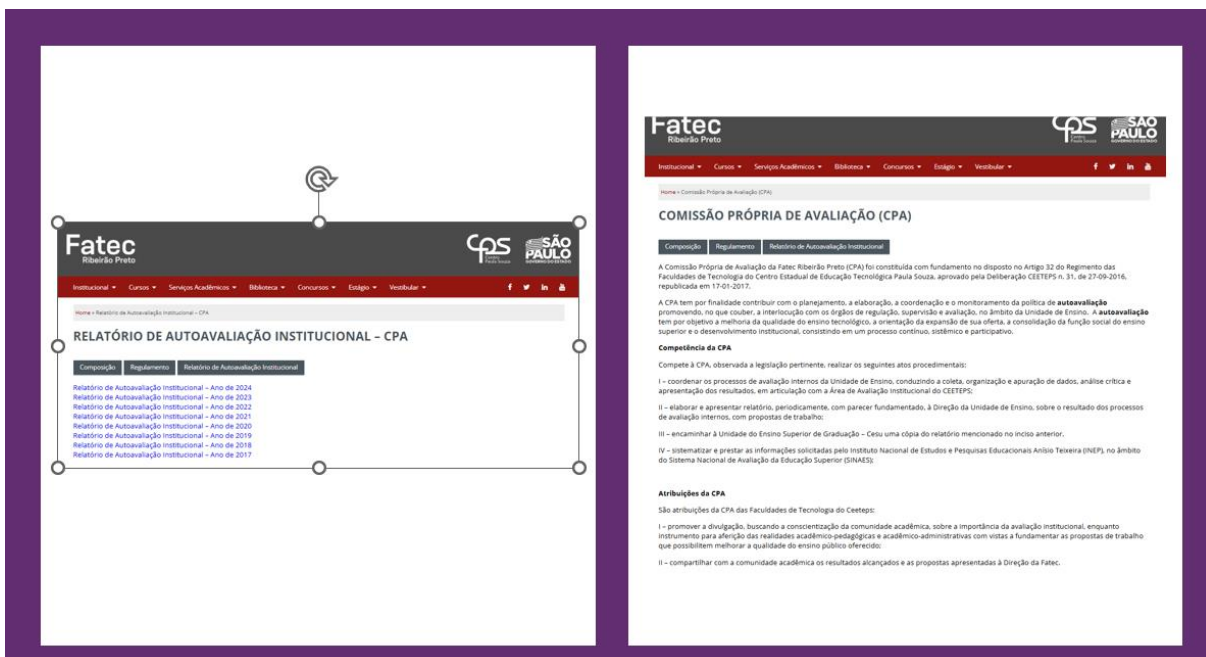 Fatec
Ribeirão Preto
CPS
Centro
Paula Souza
SÃO
PAULO
GOVERNO DO ESTADO
Institucional
Cursos
Serviços Acadêmicos
Biblioteca
Concursos
Estágio
Vestibular
Home » Relatório de Autoavaliação Institucional – CPA
RELATÓRIO DE AUTOAVALIAÇÃO INSTITUCIONAL – CPA
Composição
Regulamento
Relatório de Autoavaliação Institucional
Relatório de Autoavaliação Institucional – Ano de 2024
Relatório de Autoavaliação Institucional – Ano de 2023
Relatório de Autoavaliação Institucional – Ano de 2022
Relatório de Autoavaliação Institucional – Ano de 2021
Relatório de Autoavaliação Institucional – Ano de 2020
Relatório de Autoavaliação Institucional – Ano de 2019
Relatório de Autoavaliação Institucional – Ano de 2018
Relatório de Autoavaliação Institucional – Ano de 2017
Fatec
Ribeirão Preto
CPS
Centro
Paula Souza
SÃO
PAULO
GOVERNO DO ESTADO
Institucional
Cursos
Serviços Acadêmicos
Biblioteca
Concursos
Estágio
Vestibular
Home » Comissão Própria de Avaliação (CPA)
COMISSÃO PRÓPRIA DE AVALIAÇÃO (CPA)
Composição
Regulamento
Relatório de Autoavaliação Institucional
A Comissão Própria de Avaliação da Fatec Ribeirão Preto (CPA) foi constituída com fundamento no disposto no Artigo 32 do Regimento das
Faculdades de Tecnologia do Centro Estadual de Educação Tecnológica Paula Souza, aprovado pela Deliberação CEETEPS n. 31, de 27-09-2016,
republicada em 17-01-2017.
A CPA tem por finalidade contribuir com o planejamento, a elaboração, a coordenação e o monitoramento da política de autoavaliação
promovendo, no que couber, a interlocução com os órgãos de regulação, supervisão e avaliação, no âmbito da Unidade de Ensino. A autoavaliação
tem por objetivo a melhoria da qualidade do ensino tecnológico, a orientação da expansão de sua oferta, a consolidação da função social do ensino
superior e o desenvolvimento institucional, consistindo em um processo contínuo, sistêmico e participativo.
Competência da CPA
Compete à CPA, observada a legislação pertinente, realizar os seguintes atos procedimentais:
I – coordenar os processos de avaliação internos da Unidade de Ensino, conduzindo a coleta, organização e apuração de dados, análise crítica e
apresentação dos resultados, em articulação com a Área de Avaliação Institucional do CEETEPS;
II – elaborar e apresentar relatório, periodicamente, com parecer fundamentado, à Direção da Unidade de Ensino, sobre o resultado dos processos
de avaliação internos, com propostas de trabalho;
III – encaminhar à Unidade do Ensino Superior de Graduação – Cesu uma cópia do relatório mencionado no inciso anterior.
IV – sistematizar e prestar as informações solicitadas pelo Instituto Nacional de Estudos e Pesquisas Educacionais Anísio Teixeira (INEP), no âmbito
do Sistema Nacional de Avaliação da Educação Superior (SINAES);
Atribuições da CPA
São atribuições da CPA das Faculdades de Tecnologia do Ceeteps:
I – promover a divulgação, buscando a conscientização da comunidade acadêmica, sobre a importância da avaliação institucional, enquanto
instrumento para aferição das realidades acadêmico-pedagógicas e acadêmico-administrativas com vistas a fundamentar as propostas de trabalho
que possibilitem melhorar a qualidade do ensino público oferecido;
II – compartilhar com a comunidade acadêmica os resultados alcançados e as propostas apresentadas à Direção da Fatec.